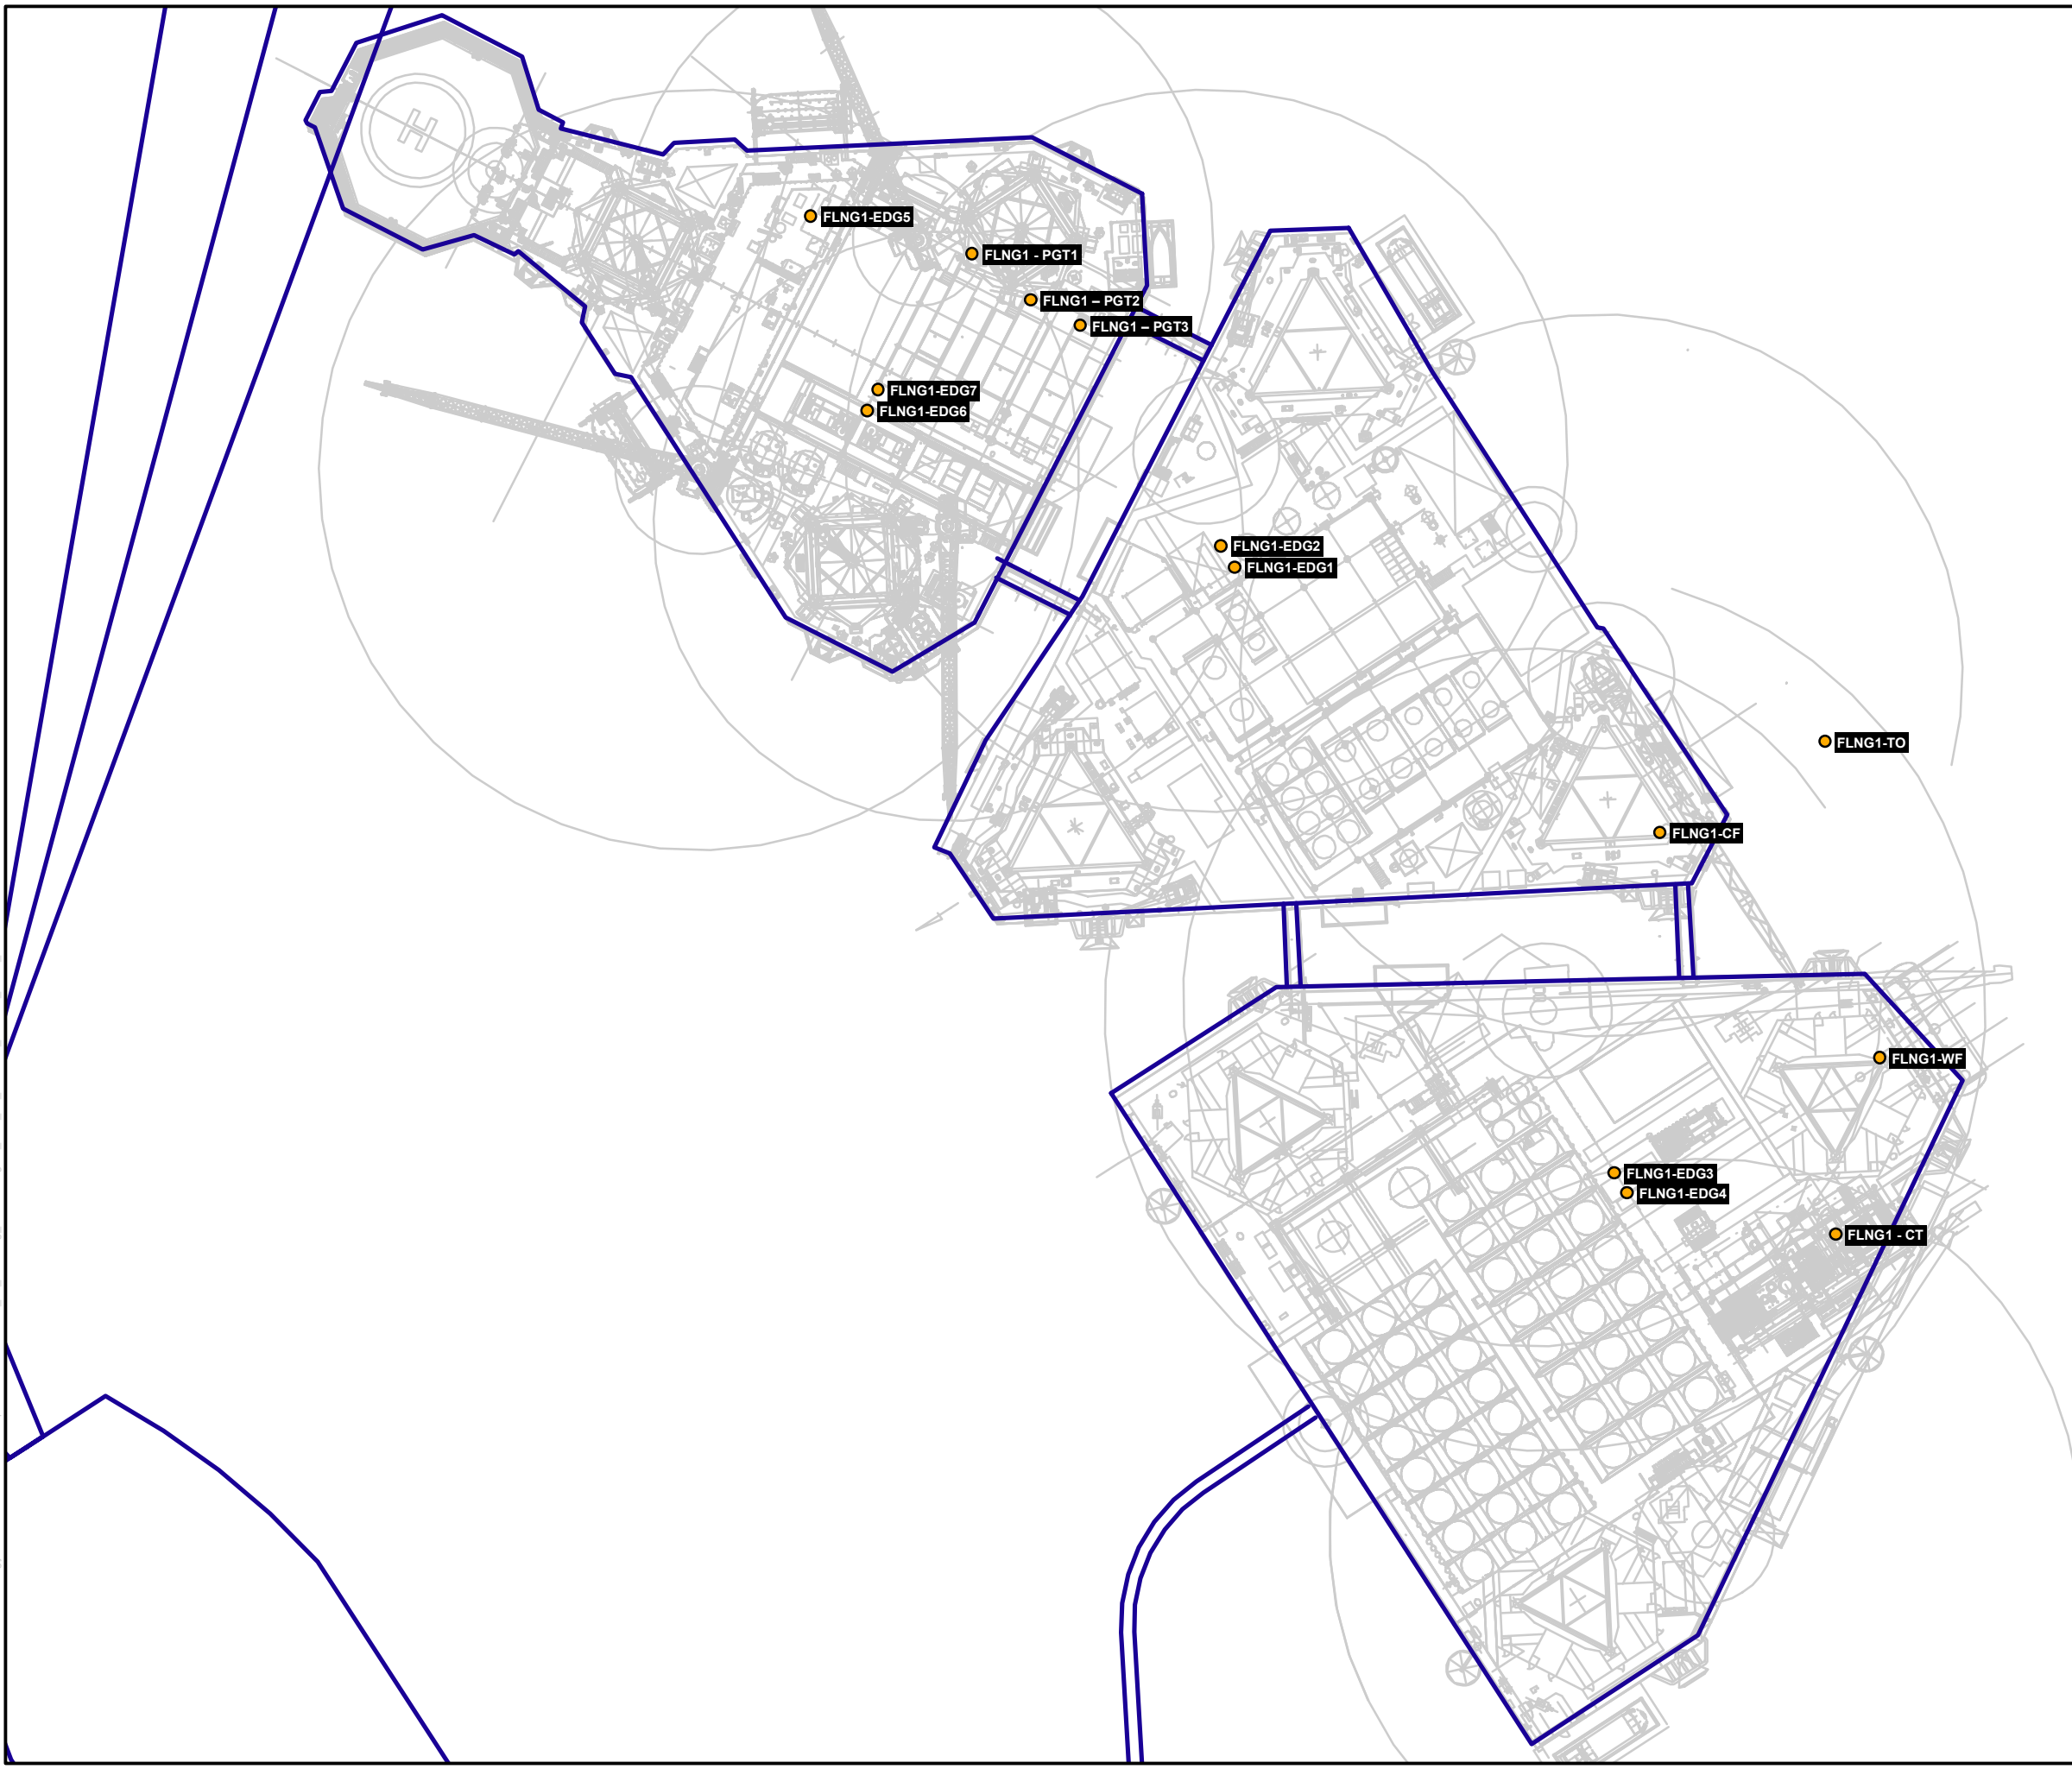 H
FLNG1-EDG5
FLNG1 - PGT1
FLNG1 – PGT2
FLNG1 – PGT3
FLNG1-EDG7
FLNG1-EDG6
FLNG1-EDG2
FLNG1-EDG1
FLNG1-TO
FLNG1-CF
FLNG1-WF
FLNG1-EDG3
FLNG1-EDG4
FLNG1 - CT